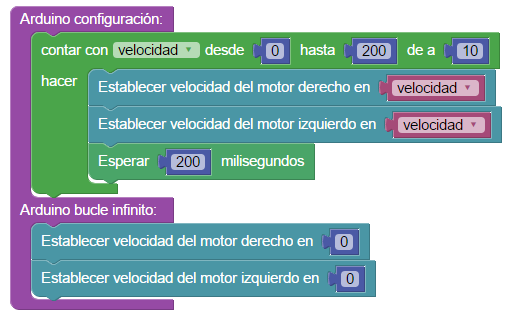 Arduino configuración:
contar con velocidad desde 0 hasta 200 de a 10
hacer Establecer velocidad del motor derecho en velocidad
Establecer velocidad del motor izquierdo en velocidad
Esperar 200 milisegundos
Arduino bucle infinito:
Establecer velocidad del motor derecho en 0
Establecer velocidad del motor izquierdo en 0